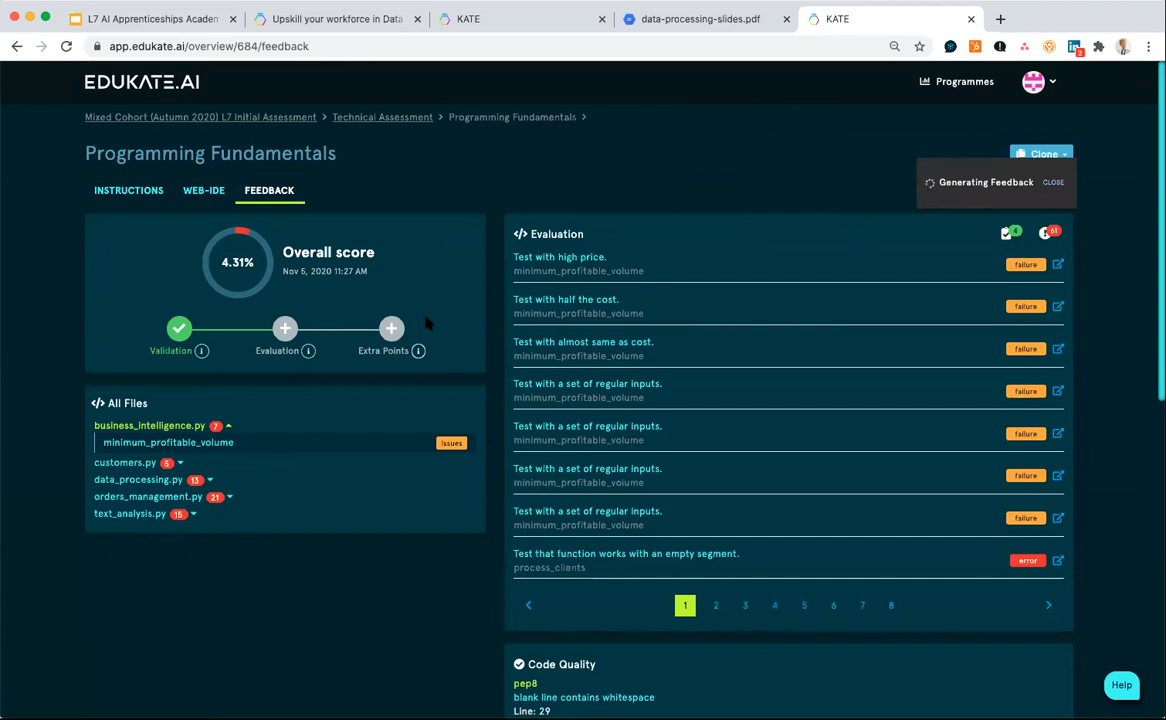 L7 AI Apprenticeships Academ
Upskill your workforce in Data
KATE
data-processing-slides.pdf
KATE
app.edukate.ai/overview/684/feedback
2
EDUKATE.AI
Programmes
Mixed Cohort (Autumn 2020) L7 Initial Assessment > Technical Assessment > Programming Fundamentals >
Programming Fundamentals
Clone
Generating Feedback CLOSE
INSTRUCTIONS WEB-IDE FEEDBACK
4.31%
Overall score
Nov 5, 2020 11:27 AM
Validation
Evaluation
Extra Points
All Files
business_intelligence.py 7
minimum_profitable_volume Issues
customers.py 5
data_processing.py 13
orders_management.py 21
text_analysis.py 15
Evaluation 4 61
Test with high price.
minimum_profitable_volume
failure
Test with half the cost.
minimum_profitable_volume
failure
Test with almost same as cost.
minimum_profitable_volume
failure
Test with a set of regular inputs.
minimum_profitable_volume
failure
Test with a set of regular inputs.
minimum_profitable_volume
failure
Test with a set of regular inputs.
minimum_profitable_volume
failure
Test with a set of regular inputs.
minimum_profitable_volume
failure
Test that function works with an empty segment.
process_clients
error
1 2 3 4 5 6 7 8
Code Quality
pep8
blank line contains whitespace
Line: 29
Help